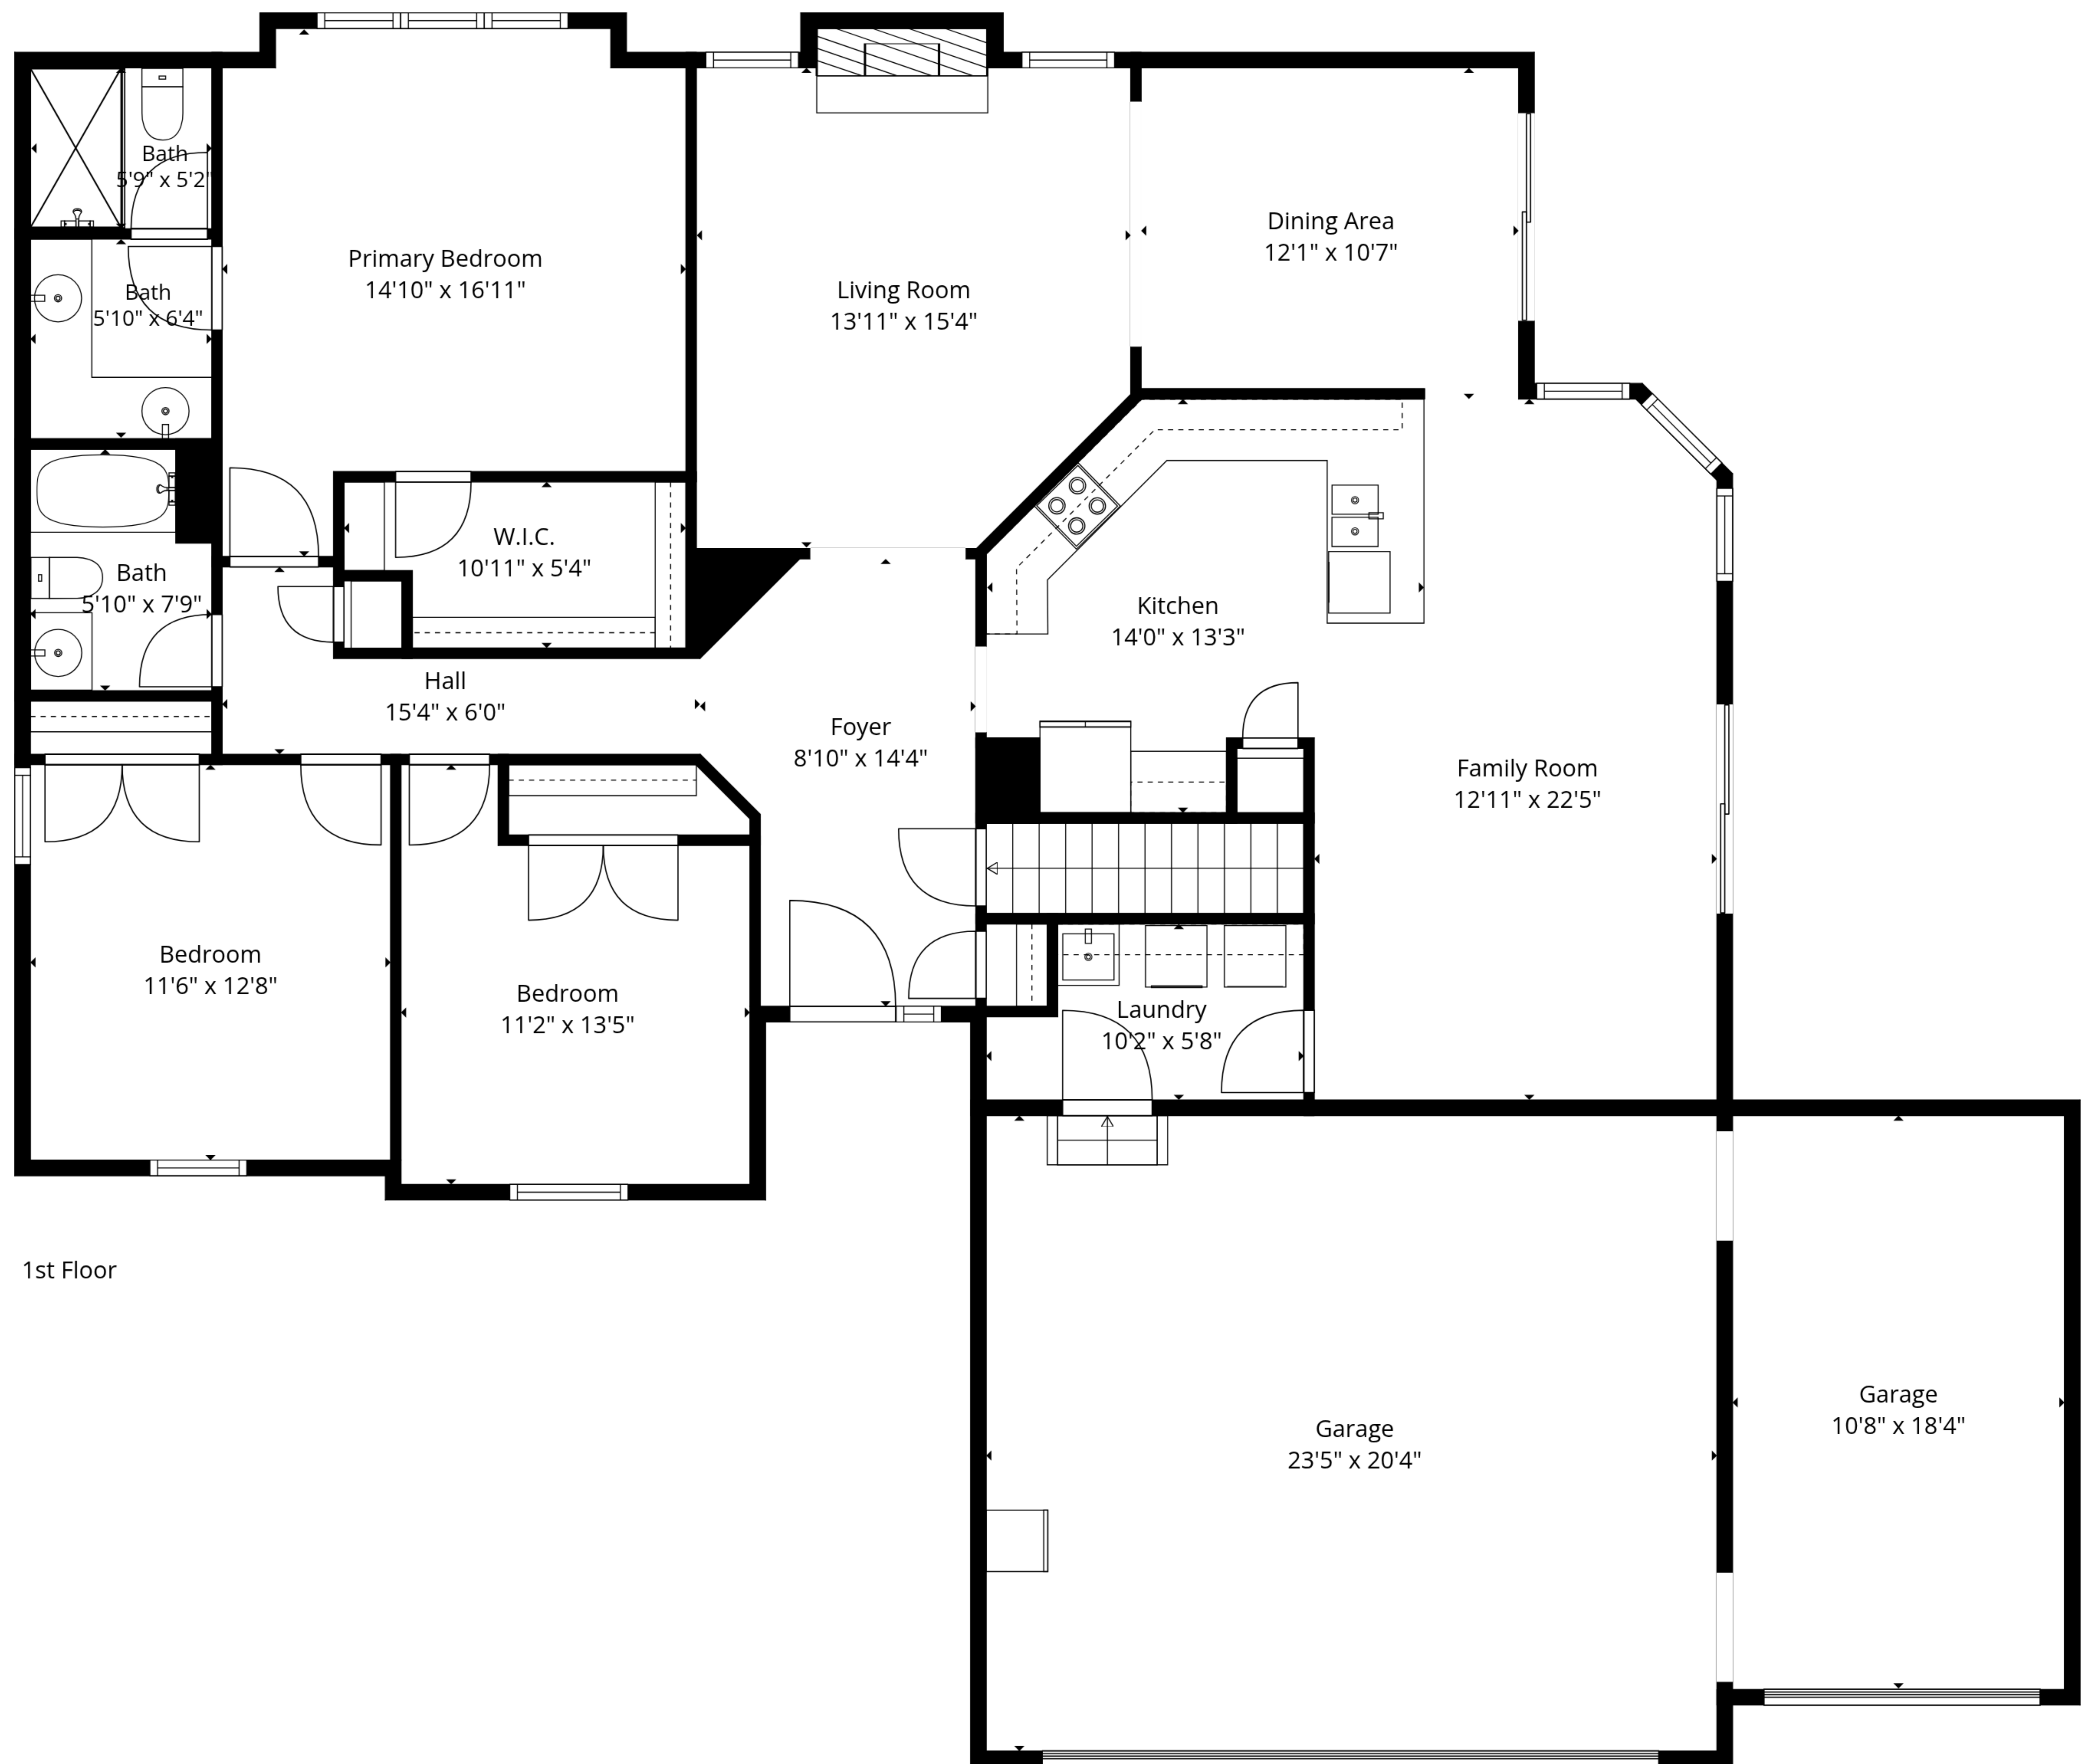 Bath
5'9" x 5'2"
Primary Bedroom
14'10" x 16'11"
Living Room
13'11" x 15'4"
Dining Area
12'1" x 10'7"
Bath
5'10" x 6'4"
W.I.C.
10'11" x 5'4"
Bath
5'10" x 7'9"
Kitchen
14'0" x 13'3"
Hall
15'4" x 6'0"
Foyer
8'10" x 14'4"
Family Room
12'11" x 22'5"
Bedroom
11'6" x 12'8"
Bedroom
11'2" x 13'5"
Laundry
10'2" x 5'8"
1st Floor
Garage
23'5" x 20'4"
Garage
10'8" x 18'4"